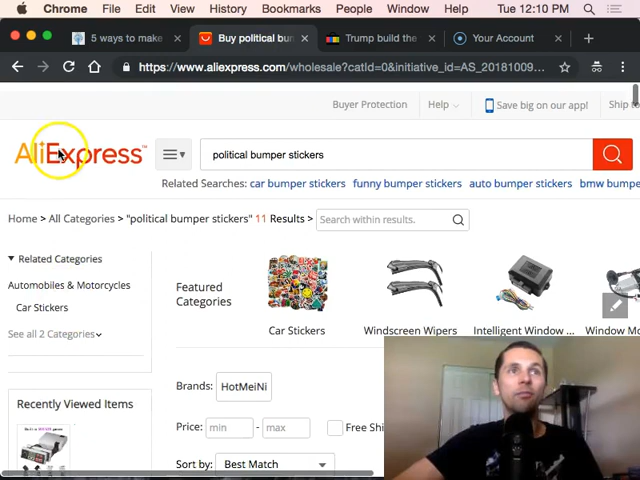 Chrome File Edit View History Bookmarks People Window Help Tue 12:10 PM
5 ways to make
Buy political bun
Trump build the
Your Account
https://www.aliexpress.com/wholesale?catId=0&initiative_id=AS_20181009...
Buyer Protection Help Save big on our app! Ship to
AliExpress™
political bumper stickers
Related Searches: car bumper stickers funny bumper stickers auto bumper stickers bmw bumpe
Home > All Categories > "political bumper stickers" 11 Results > Search within results.
Related Categories
Automobiles & Motorcycles
Car Stickers
See all 2 Categories
Featured
Categories
Car Stickers Windscreen Wipers Intelligent Window ... Window Mo
Brands: HotMeiNi
Recently Viewed Items
Price: min - max Free Shi
Sort by: Best Match